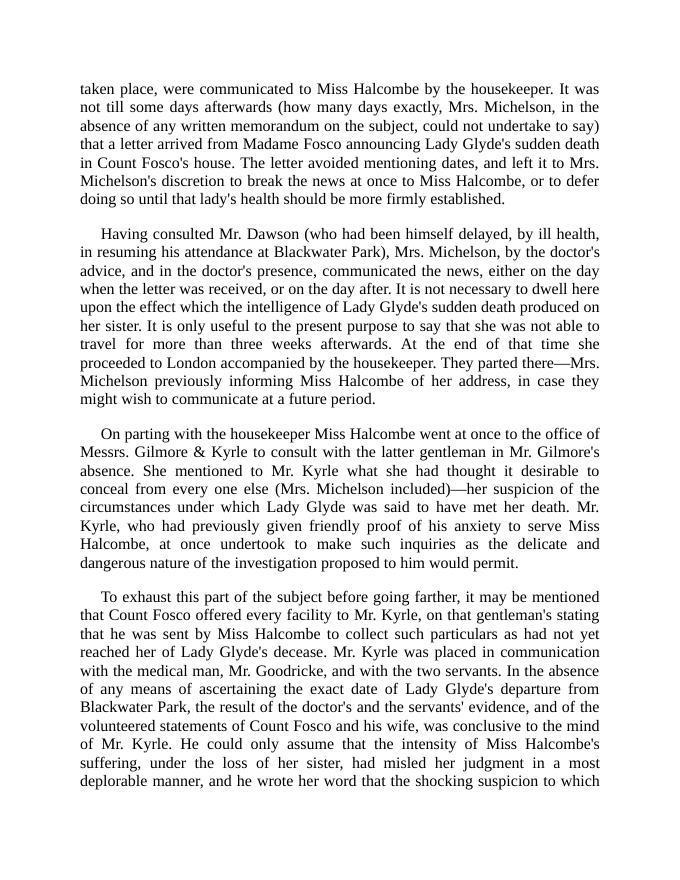 taken place, were communicated to Miss Halcombe by the housekeeper. It was
not till some days afterwards (how many days exactly, Mrs. Michelson, in the
absence of any written memorandum on the subject, could not undertake to say)
that a letter arrived from Madame Fosco announcing Lady Glyde's sudden death
in Count Fosco's house. The letter avoided mentioning dates, and left it to Mrs.
Michelson's discretion to break the news at once to Miss Halcombe, or to defer
doing so until that lady's health should be more firmly established.
Having consulted Mr. Dawson (who had been himself delayed, by ill health,
in resuming his attendance at Blackwater Park), Mrs. Michelson, by the doctor's
advice, and in the doctor's presence, communicated the news, either on the day
when the letter was received, or on the day after. It is not necessary to dwell here
upon the effect which the intelligence of Lady Glyde's sudden death produced on
her sister. It is only useful to the present purpose to say that she was not able to
travel for more than three weeks afterwards. At the end of that time she
proceeded to London accompanied by the housekeeper. They parted there—Mrs.
Michelson previously informing Miss Halcombe of her address, in case they
might wish to communicate at a future period.
On parting with the housekeeper Miss Halcombe went at once to the office of
Messrs. Gilmore & Kyrle to consult with the latter gentleman in Mr. Gilmore's
absence. She mentioned to Mr. Kyrle what she had thought it desirable to
conceal from every one else (Mrs. Michelson included)—her suspicion of the
circumstances under which Lady Glyde was said to have met her death. Mr.
Kyrle, who had previously given friendly proof of his anxiety to serve Miss
Halcombe, at once undertook to make such inquiries as the delicate and
dangerous nature of the investigation proposed to him would permit.
To exhaust this part of the subject before going farther, it may be mentioned
that Count Fosco offered every facility to Mr. Kyrle, on that gentleman's stating
that he was sent by Miss Halcombe to collect such particulars as had not yet
reached her of Lady Glyde's decease. Mr. Kyrle was placed in communication
with the medical man, Mr. Goodricke, and with the two servants. In the absence
of any means of ascertaining the exact date of Lady Glyde's departure from
Blackwater Park, the result of the doctor's and the servants' evidence, and of the
volunteered statements of Count Fosco and his wife, was conclusive to the mind
of Mr. Kyrle. He could only assume that the intensity of Miss Halcombe's
suffering, under the loss of her sister, had misled her judgment in a most
deplorable manner, and he wrote her word that the shocking suspicion to which